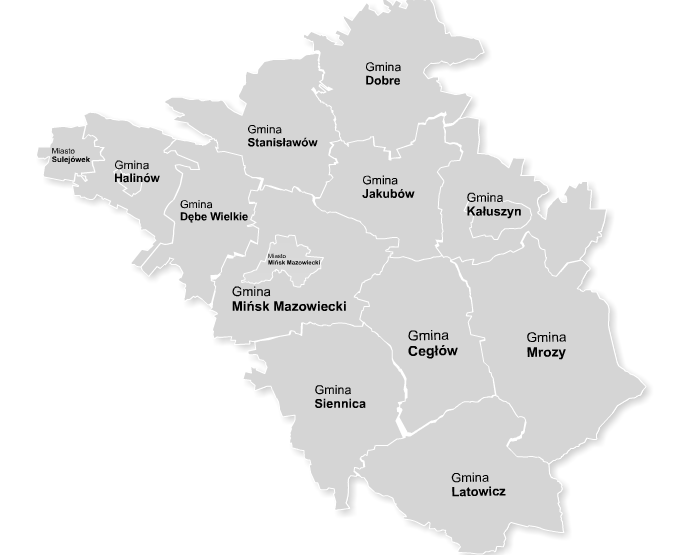 Gmina
Dobre
Gmina
Stanisławów
Miasto
Sulejówek
Gmina
Halinów
Gmina
Jakubów
Gmina
Kałuszyn
Gmina
Dębe Wielkie
Miasto
Mińsk Mazowiecki
Gmina
Mińsk Mazowiecki
Gmina
Cegłów
Gmina
Mrozy
Gmina
Siennica
Gmina
Latowicz